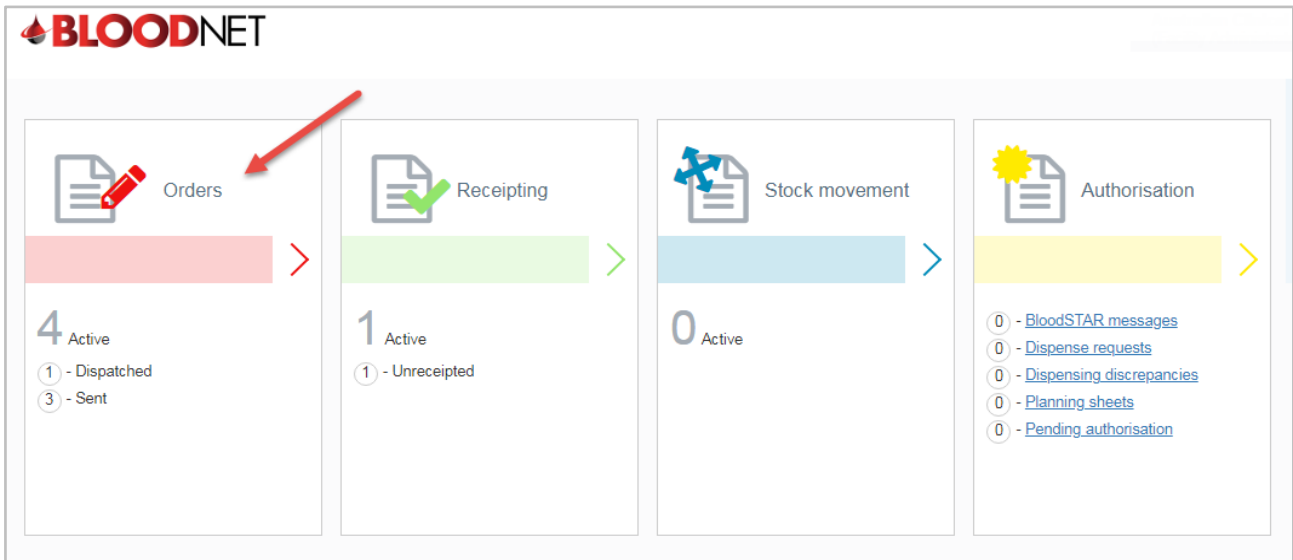 BLOODNET
Orders
4 Active
1 - Dispatched
3 - Sent
Receipting
1 Active
1 - Unreceipted
Stock movement
0 Active
Authorisation
0 - BloodSTAR messages
0 - Dispense requests
0 - Dispensing discrepancies
0 - Planning sheets
0 - Pending authorisation